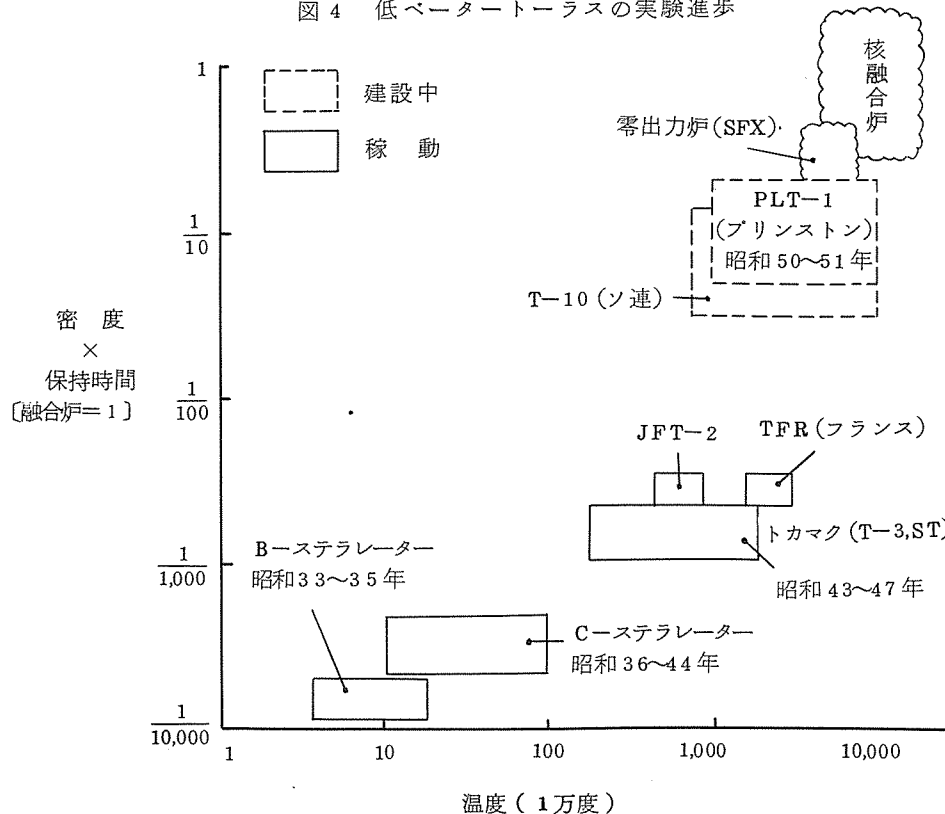 図4 低ベータートーラスの実験進歩
1
建設中
稼 動
核融合炉
零出力炉(SFX)
PLT-1
(プリンストン)
昭和50~51年
1/10
T-10(ソ連)
密 度
×
保持時間
〔融合炉=1〕
1/100
JFT-2
TFR(フランス)
トカマク(T-3,ST)
昭和43~47年
B-ステラレーター
昭和33~35年
1/1,000
C-ステラレーター
昭和36~44年
1/10,000
1
10
100
1,000
10,000
温度(1万度)